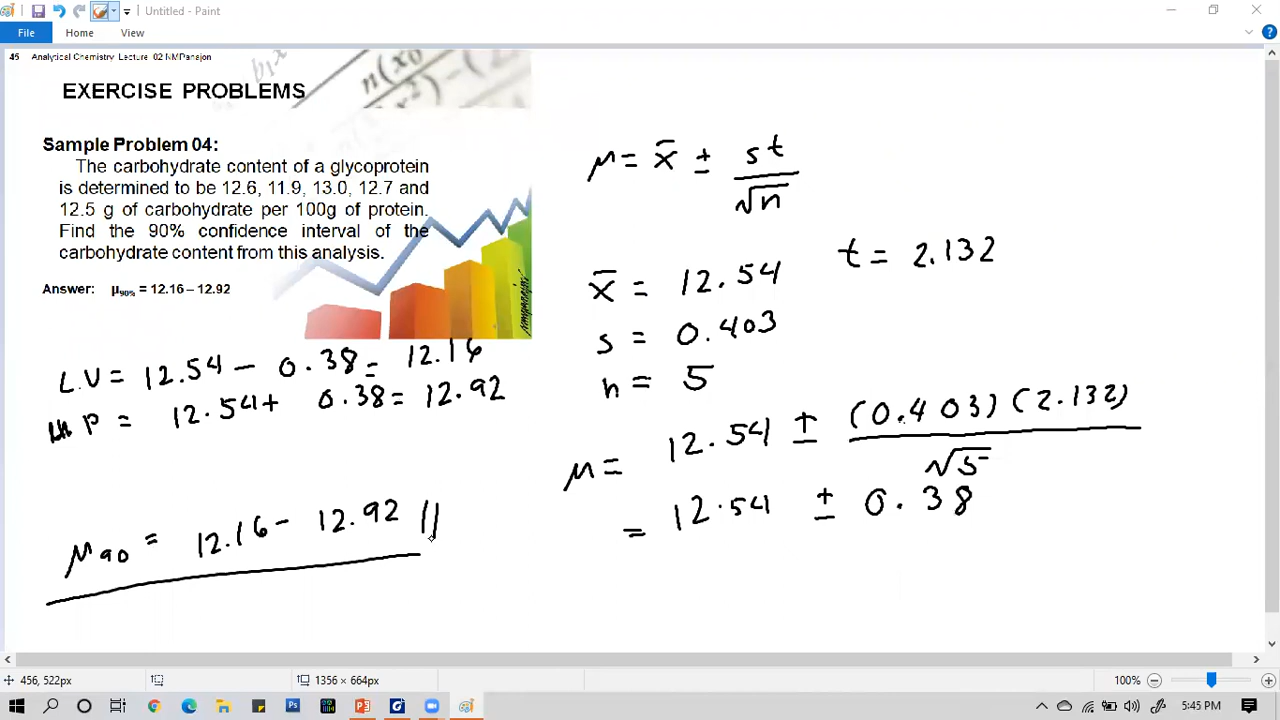 Untitled - Paint
File Home View
45 Analytical Chemistry Lecture 02 NMPanajon
EXERCISE PROBLEMS
Sample Problem 04:
The carbohydrate content of a glycoprotein
is determined to be 12.6, 11.9, 13.0, 12.7 and
12.5 g of carbohydrate per 100g of protein.
Find the 90% confidence interval of the
carbohydrate content from this analysis.
Answer: μ90% = 12.16 – 12.92
L.V = 12.54 – 0.38 = 12.16
P = 12.54 + 0.38 = 12.92
μ90 = 12.16 – 12.92 //
μ = x̄ ± st/√n
t = 2.132
x̄ = 12.54
s = 0.403
n = 5
μ = 12.54 ± (0.403)(2.132)/√5
= 12.54 ± 0.38
456, 522px
1356 × 664px
100%
5:45 PM